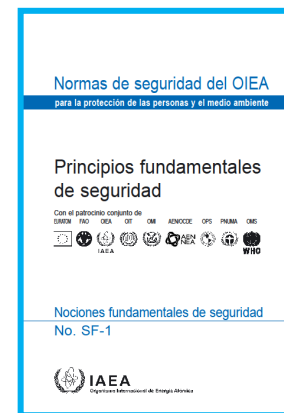 Normas de seguridad del OIEA
para la protección de las personas y el medio ambiente
Principios fundamentales
de seguridad
Con el patrocinio conjunto de
EURATOM FAO OIEA OIT OMI AEN/OCDE OPS PNUMA OMS
AEN
NEA
IAEA
WHO
Nociones fundamentales de seguridad
No. SF-1
IAEA
Organismo Internacional de Energía Atómica